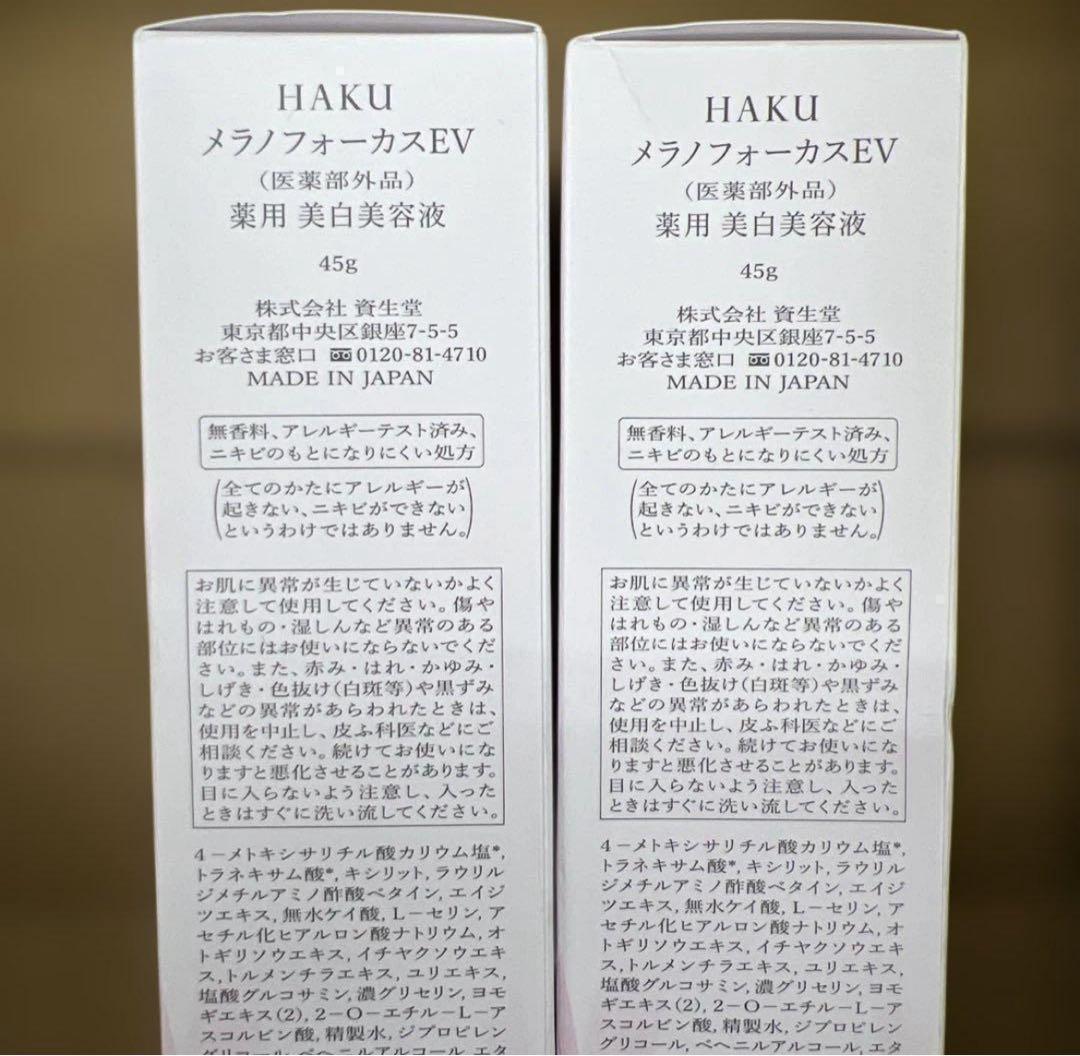 HAKU
メラノフォーカスEV
(医薬部外品)
薬用 美白美容液
45g
株式会社 資生堂
東京都中央区銀座7-5-5
お客さま窓口 0120-81-4710
MADE IN JAPAN
無香料、アレルギーテスト済み、
ニキビのもとになりにくい処方
(全てのかたにアレルギーが
起きない、ニキビができない
というわけではありません。)
お肌に異常が生じていないかよく
注意して使用してください。傷や
はれもの・湿しんなど異常のある
部位にはお使いにならないでくだ
さい。また、赤み・はれ・かゆみ・
しげき・色抜け(白斑等)や黒ずみ
などの異常があらわれたときは、
使用を中止し、皮ふ科医などにご
相談ください。続けてお使いにな
りますと悪化させることがあります。
目に入らないよう注意し、入った
ときはすぐに洗い流してください。
4－メトキシサリチル酸カリウム塩*,
トラネキサム酸*, キシリット, ラウリル
ジメチルアミノ酢酸ベタイン, エイジ
ツエキス, 無水ケイ酸, L－セリン, ア
セチル化ヒアルロン酸ナトリウム, オ
トギリソウエキス, イチヤクソウエキ
ス,トルメンチラエキス, ユリエキス,
塩酸グルコサミン, 濃グリセリン, ヨモ
ギエキス(2), 2－O－エチル－L－ア
スコルビン酸, 精製水, ジプロピレン
グリコール, ベヘニルアルコール, エタ
HAKU
メラノフォーカスEV
(医薬部外品)
薬用 美白美容液
45g
株式会社 資生堂
東京都中央区銀座7-5-5
お客さま窓口 0120-81-4710
MADE IN JAPAN
無香料、アレルギーテスト済み、
ニキビのもとになりにくい処方
(全てのかたにアレルギーが
起きない、ニキビができない
というわけではありません。)
お肌に異常が生じていないかよく
注意して使用してください。傷や
はれもの・湿しんなど異常のある
部位にはお使いにならないでくだ
さい。また、赤み・はれ・かゆみ・
しげき・色抜け(白斑等)や黒ずみ
などの異常があらわれたときは、
使用を中止し、皮ふ科医などにご
相談ください。続けてお使いにな
りますと悪化させることがあります。
目に入らないよう注意し、入った
ときはすぐに洗い流してください。
4－メトキシサリチル酸カリウム塩*,
トラネキサム酸*, キシリット, ラウリル
ジメチルアミノ酢酸ベタイン, エイジ
ツエキス, 無水ケイ酸, L－セリン, ア
セチル化ヒアルロン酸ナトリウム, オ
トギリソウエキス, イチヤクソウエキ
ス,トルメンチラエキス, ユリエキス,
塩酸グルコサミン, 濃グリセリン, ヨモ
ギエキス(2), 2－O－エチル－L－ア
スコルビン酸, 精製水, ジプロピレン
グリコール, ベヘニルアルコール, エタ